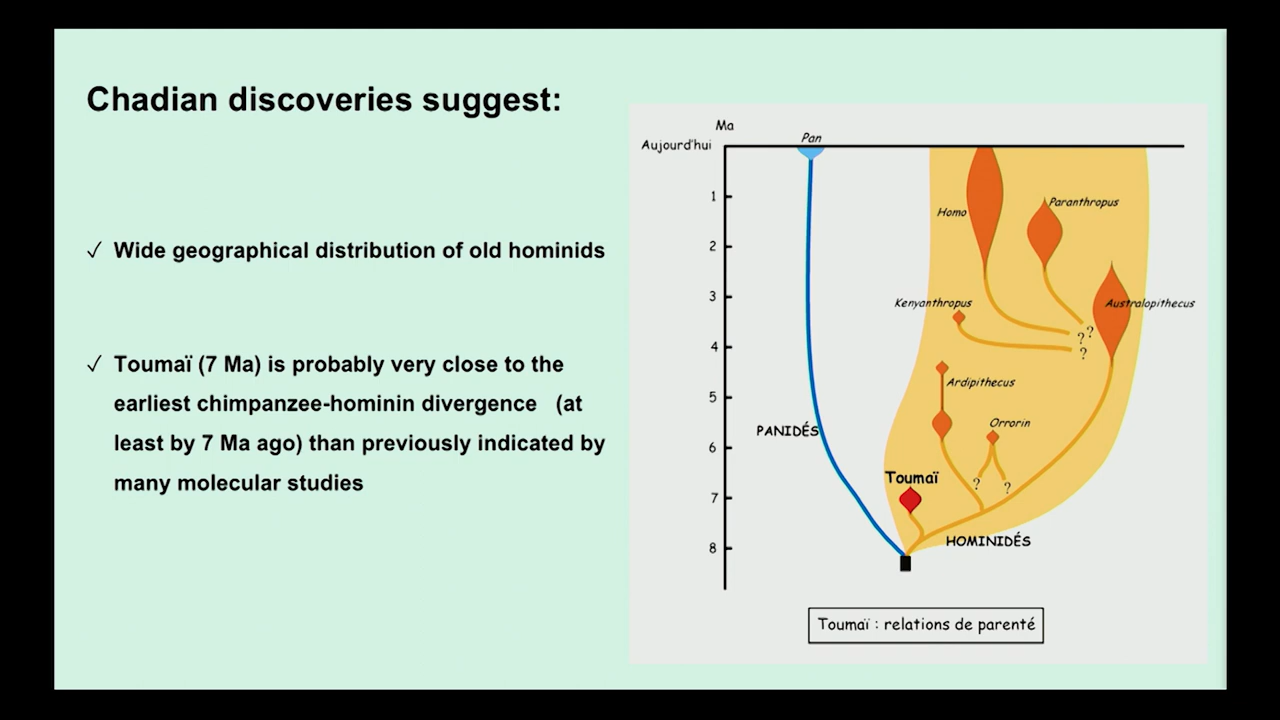 Chadian discoveries suggest:
✓ Wide geographical distribution of old hominids
✓ Toumaï (7 Ma) is probably very close to the
earliest chimpanzee-hominin divergence (at
least by 7 Ma ago) than previously indicated by
many molecular studies
Ma
Aujourd'hui
Pan
1
2
3
4
5
6
7
8
Homo
Paranthropus
Kenyanthropus
Australopithecus
? ?
?
Ardipithecus
Orrorin
PANIDÉS
Toumaï
? ?
HOMINIDÉS
Toumaï : relations de parenté